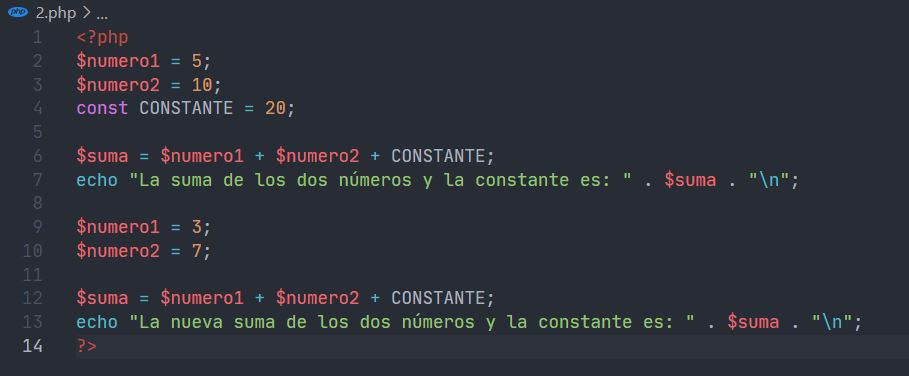 php 2.php > ...
1 <?php
2 $numero1 = 5;
3 $numero2 = 10;
4 const CONSTANTE = 20;
5
6 $suma = $numero1 + $numero2 + CONSTANTE;
7 echo "La suma de los dos números y la constante es: " . $suma . "\n";
8
9 $numero1 = 3;
10 $numero2 = 7;
11
12 $suma = $numero1 + $numero2 + CONSTANTE;
13 echo "La nueva suma de los dos números y la constante es: " . $suma . "\n";
14 ?>